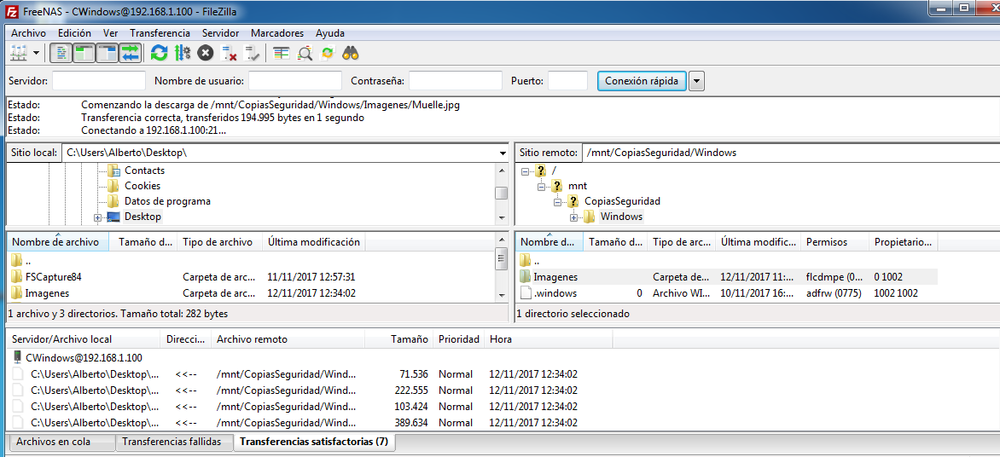 FreeNAS - CWindows@192.168.1.100 - FileZilla
Archivo Edición Ver Transferencia Servidor Marcadores Ayuda
Servidor: Nombre de usuario: Contraseña: Puerto: Conexión rápida
Estado: Comenzando la descarga de /mnt/CopiasSeguridad/Windows/Imagenes/Muelle.jpg
Estado: Transferencia correcta, transferidos 194.995 bytes en 1 segundo
Estado: Conectando a 192.168.1.100:21...
Sitio local: C:\Users\Alberto\Desktop\
Contacts
Cookies
Datos de programa
Desktop
Sitio remoto: /mnt/CopiasSeguridad/Windows
/
mnt
CopiasSeguridad
Windows
Nombre de archivo Tamaño d... Tipo de archivo Última modificación
..
FSCapture84 Carpeta de arc... 11/11/2017 12:57:31
Imagenes Carpeta de arc... 12/11/2017 12:34:02
1 archivo y 3 directorios. Tamaño total: 282 bytes
Nombre d... Tamaño d... Tipo de arc... Última modific... Permisos Propietario...
..
Imagenes Carpeta de... 12/11/2017 11:... flcdmpe (0... 0 1002
.windows 0 Archivo WI... 10/11/2017 16:... adfrw (0775) 1002 1002
1 directorio seleccionado
Servidor/Archivo local Direcci... Archivo remoto Tamaño Prioridad Hora
CWindows@192.168.1.100
C:\Users\Alberto\Desktop\... <<-- /mnt/CopiasSeguridad/Wind... 71.536 Normal 12/11/2017 12:34:02
C:\Users\Alberto\Desktop\... <<-- /mnt/CopiasSeguridad/Wind... 222.555 Normal 12/11/2017 12:34:02
C:\Users\Alberto\Desktop\... <<-- /mnt/CopiasSeguridad/Wind... 103.424 Normal 12/11/2017 12:34:02
C:\Users\Alberto\Desktop\... <<-- /mnt/CopiasSeguridad/Wind... 389.634 Normal 12/11/2017 12:34:02
Archivos en cola Transferencias fallidas Transferencias satisfactorias (7)